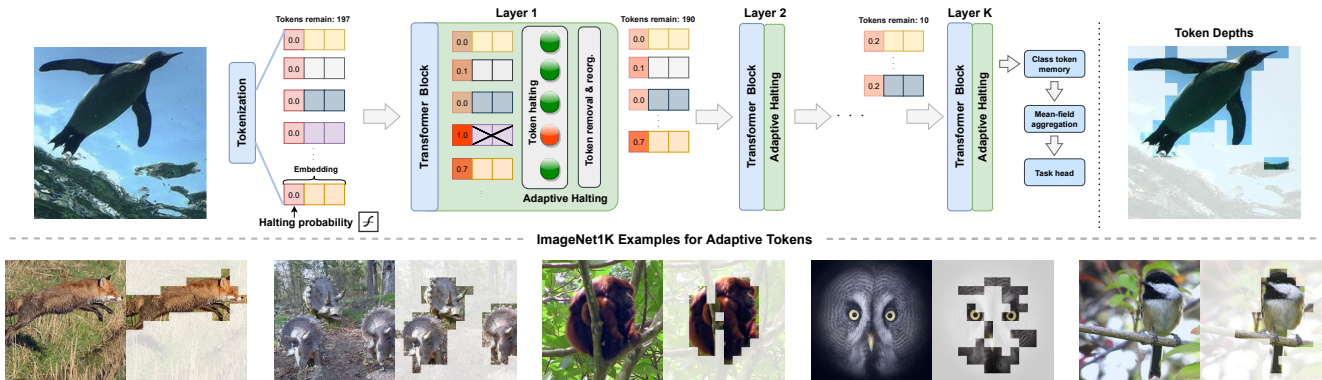 Layer 1
Layer 2
Layer K
Tokens remain: 197
Tokens remain: 190
Tokens remain: 10
Token Depths
Tokenization
0.0
0.0
0.0
0.0
0.0
Embedding
Halting probability
Transformer Block
0.0
0.1
0.0
1.0
0.7
Token halting
Token removal & reorg.
Adaptive Halting
0.0
0.1
0.0
0.7
Transformer Block
Adaptive Halting
. . .
0.2
0.2
Transformer Block
Adaptive Halting
Class token
memory
Mean-field
aggregation
Task head
ImageNet1K Examples for Adaptive Tokens